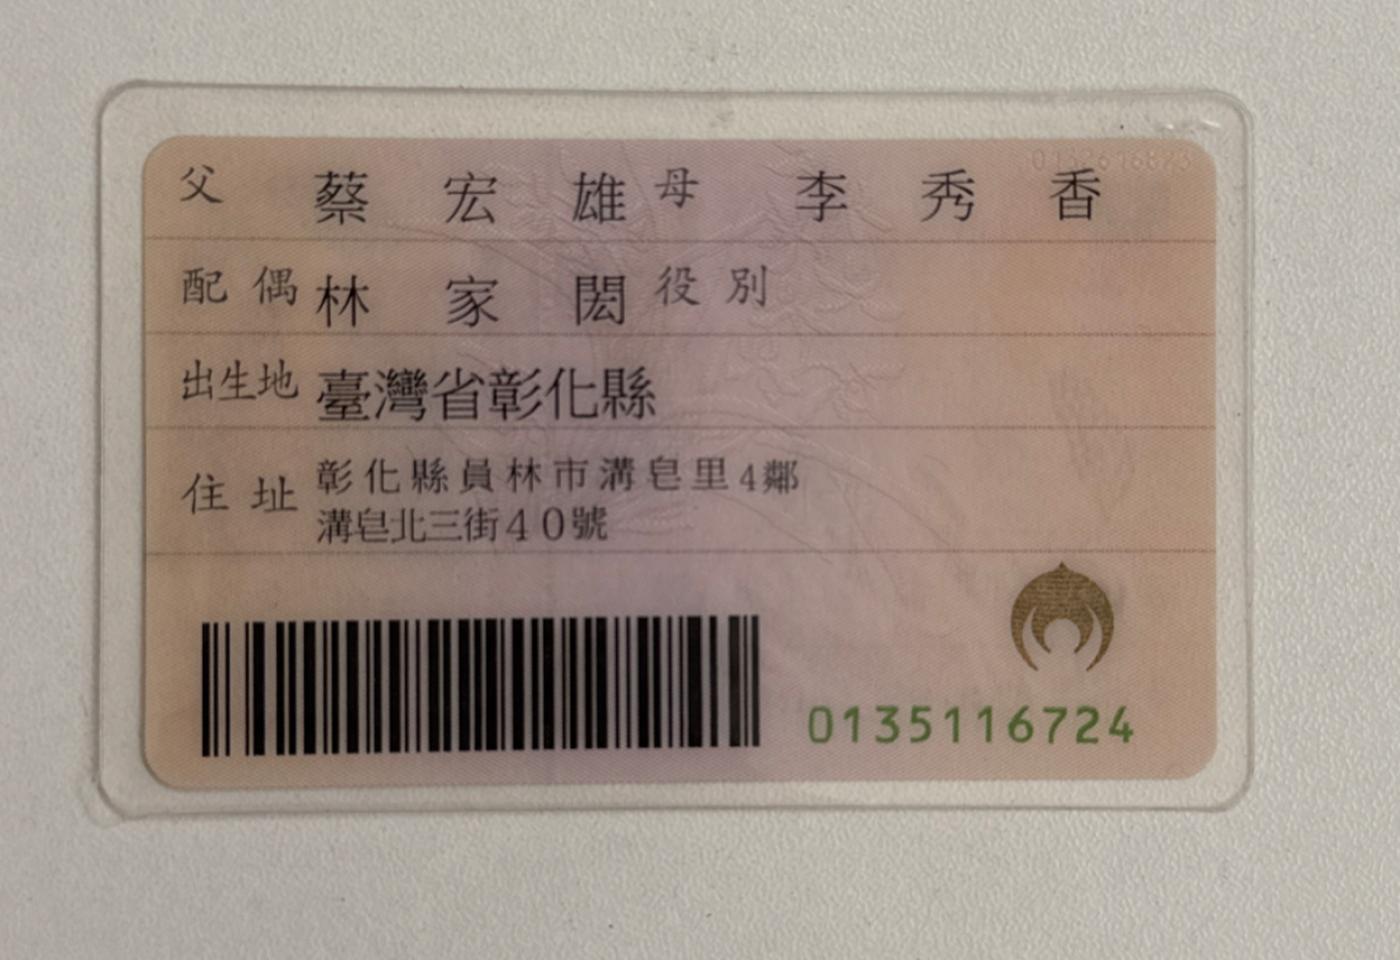 父 蔡宏雄 母 李秀香
配偶 林家閎 役別
出生地 臺灣省彰化縣
住址 彰化縣員林市溝皂里4鄰
溝皂北三街40號
0135116724